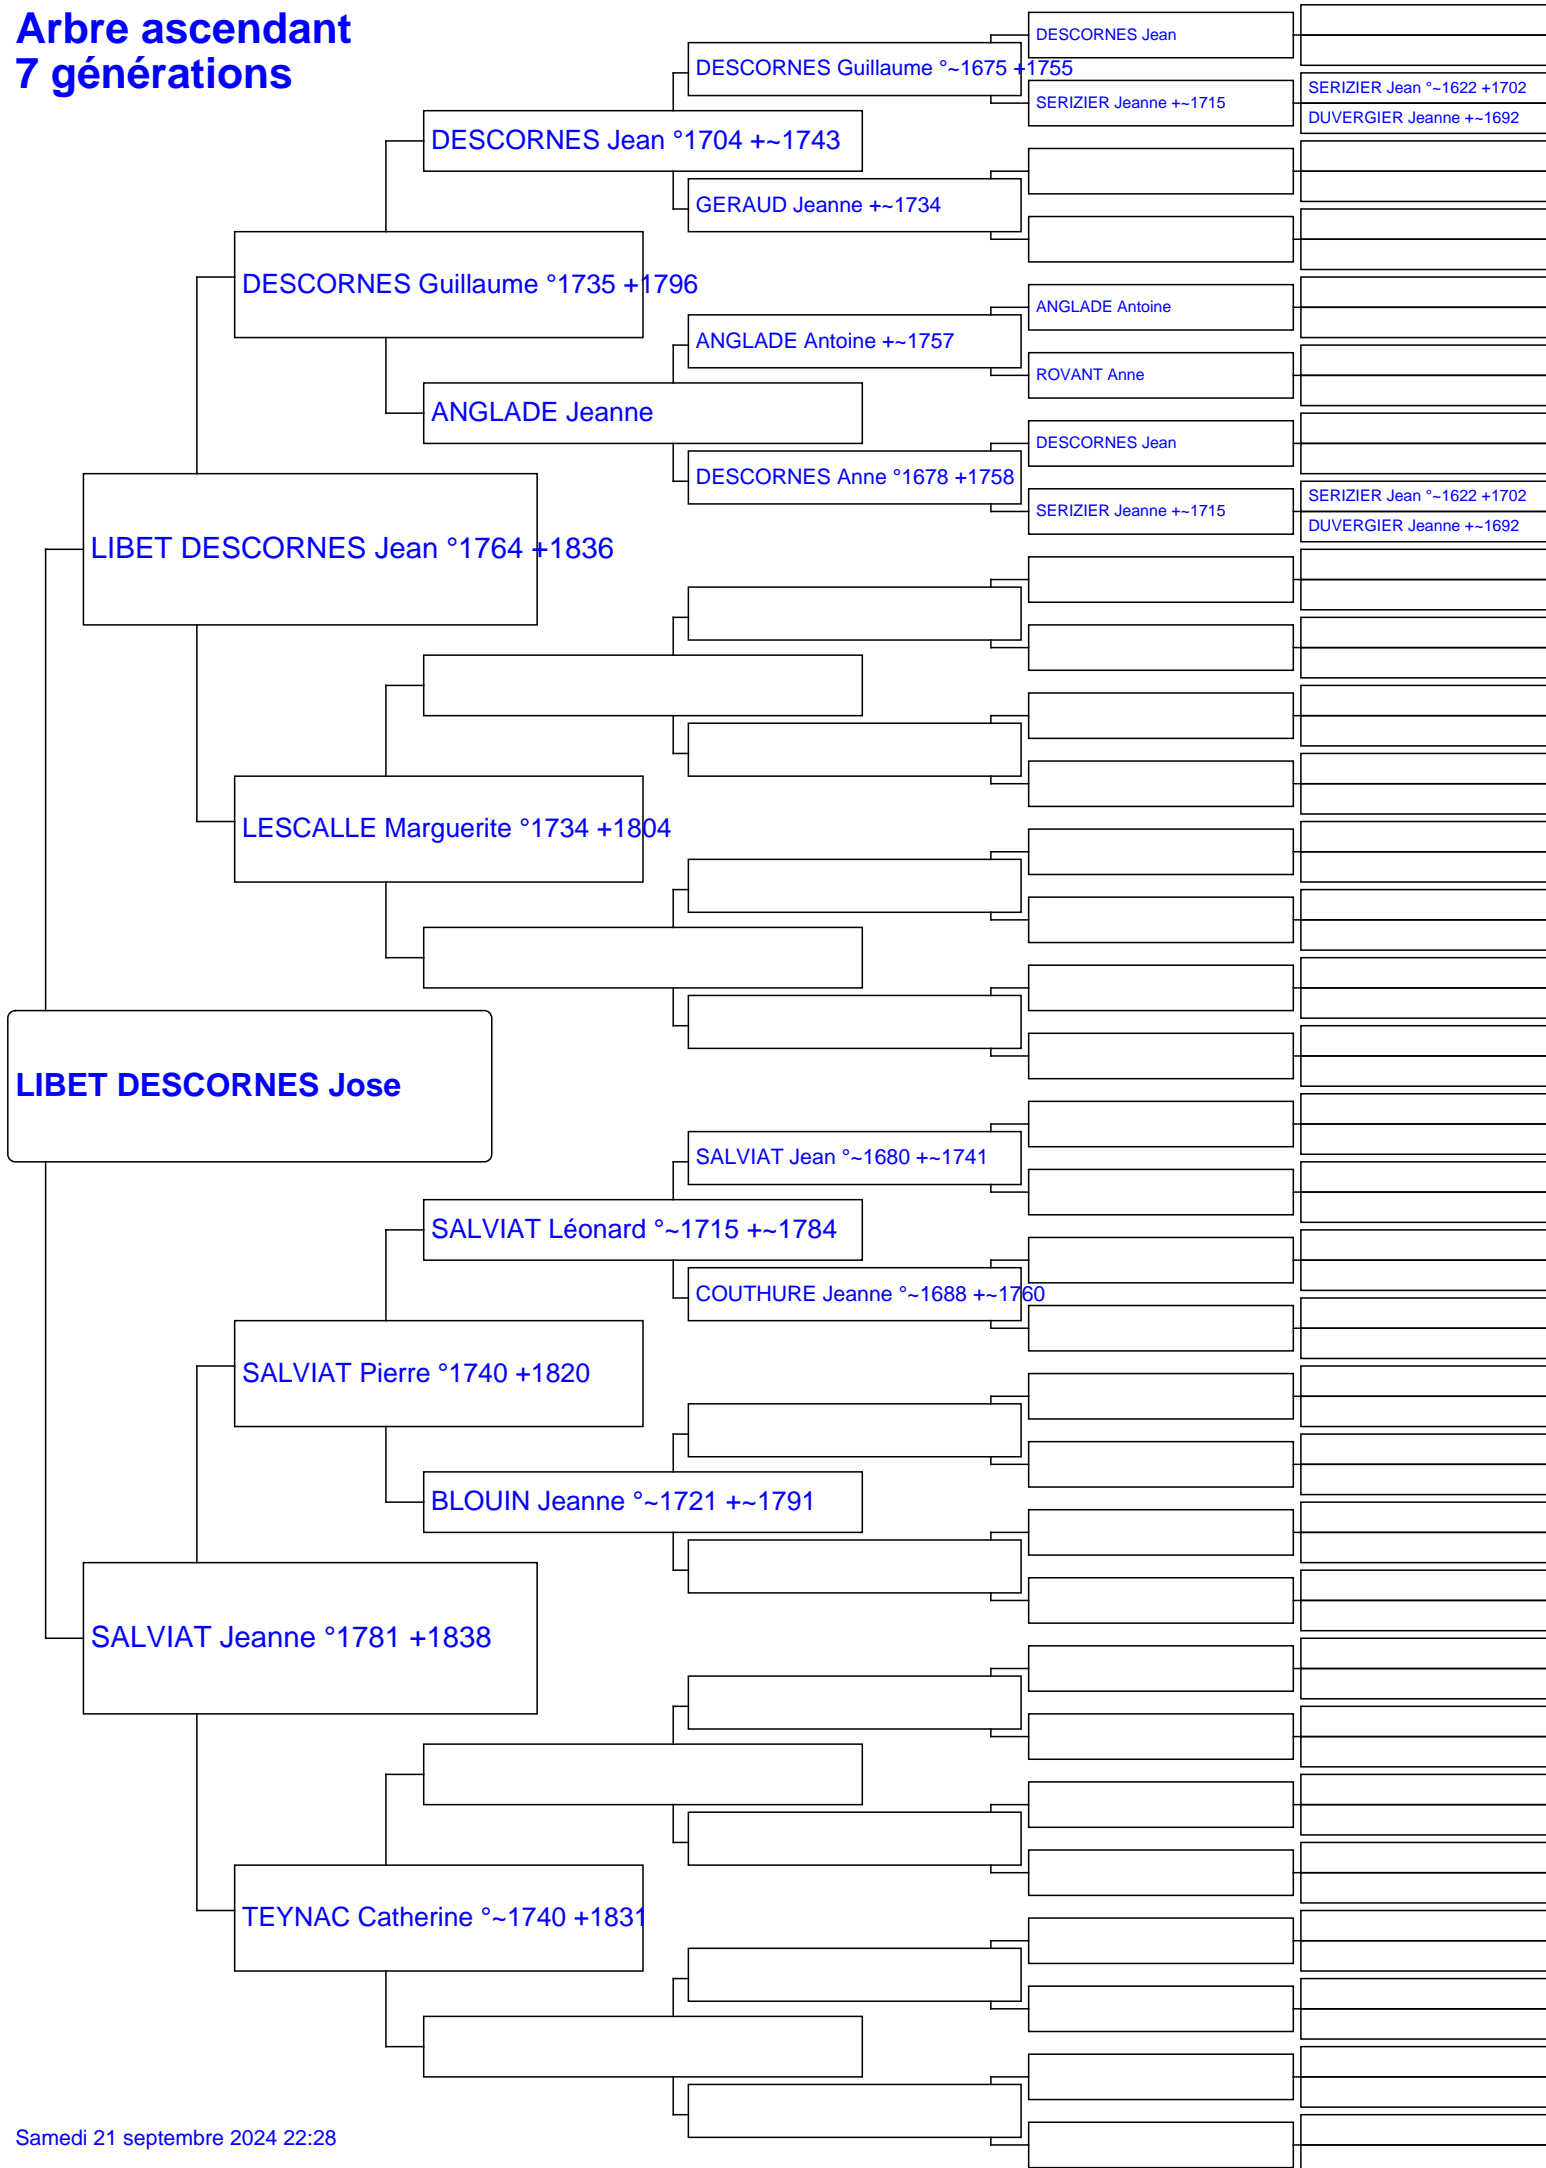 Arbre ascendant
7 générations
DESCORNES Jean
DESCORNES Guillaume °~1675 +1755
SERIZIER Jean °~1622 +1702
SERIZIER Jeanne +~1715
DUVERGIER Jeanne +~1692
DESCORNES Jean °1704 +~1743
GERAUD Jeanne +~1734
DESCORNES Guillaume °1735 +1796
ANGLADE Antoine
ANGLADE Antoine +~1757
ROVANT Anne
ANGLADE Jeanne
DESCORNES Jean
DESCORNES Anne °1678 +1758
SERIZIER Jean °~1622 +1702
SERIZIER Jeanne +~1715
DUVERGIER Jeanne +~1692
LIBET DESCORNES Jean °1764 +1836
LESCALLE Marguerite °1734 +1804
LIBET DESCORNES Jose
SALVIAT Jean °~1680 +~1741
SALVIAT Léonard °~1715 +~1784
COUTHURE Jeanne °~1688 +~1760
SALVIAT Pierre °1740 +1820
BLOUIN Jeanne °~1721 +~1791
SALVIAT Jeanne °1781 +1838
TEYNAC Catherine °~1740 +1831
Samedi 21 septembre 2024 22:28